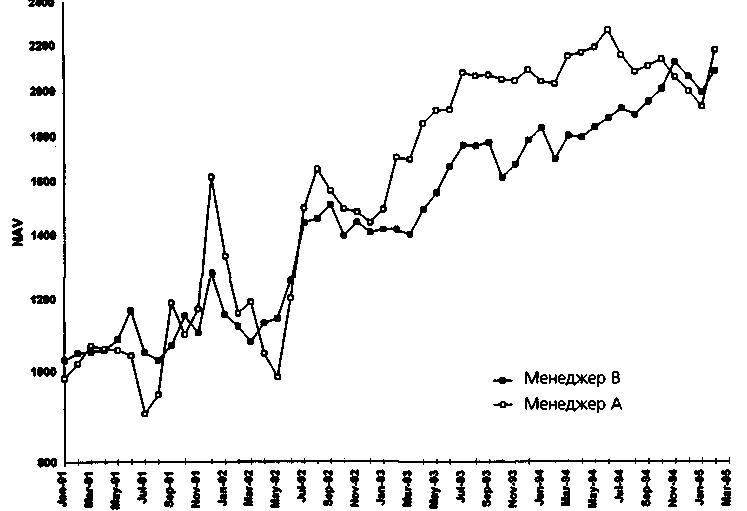 2400
2200
2000
1800
1600
1400
1200
1000
800
NAV
Менеджер В
Менеджер А
Jan-91
Mar-91
May-91
Jul-91
Sep-91
Nov-91
Jan-92
Mar-92
May-92
Jul-92
Sep-92
Nov-92
Jan-93
Mar-93
May-93
Jul-93
Sep-93
Nov-93
Jan-94
Mar-94
May-94
Jul-94
Sep-94
Nov-94
Jan-95
Mar-95